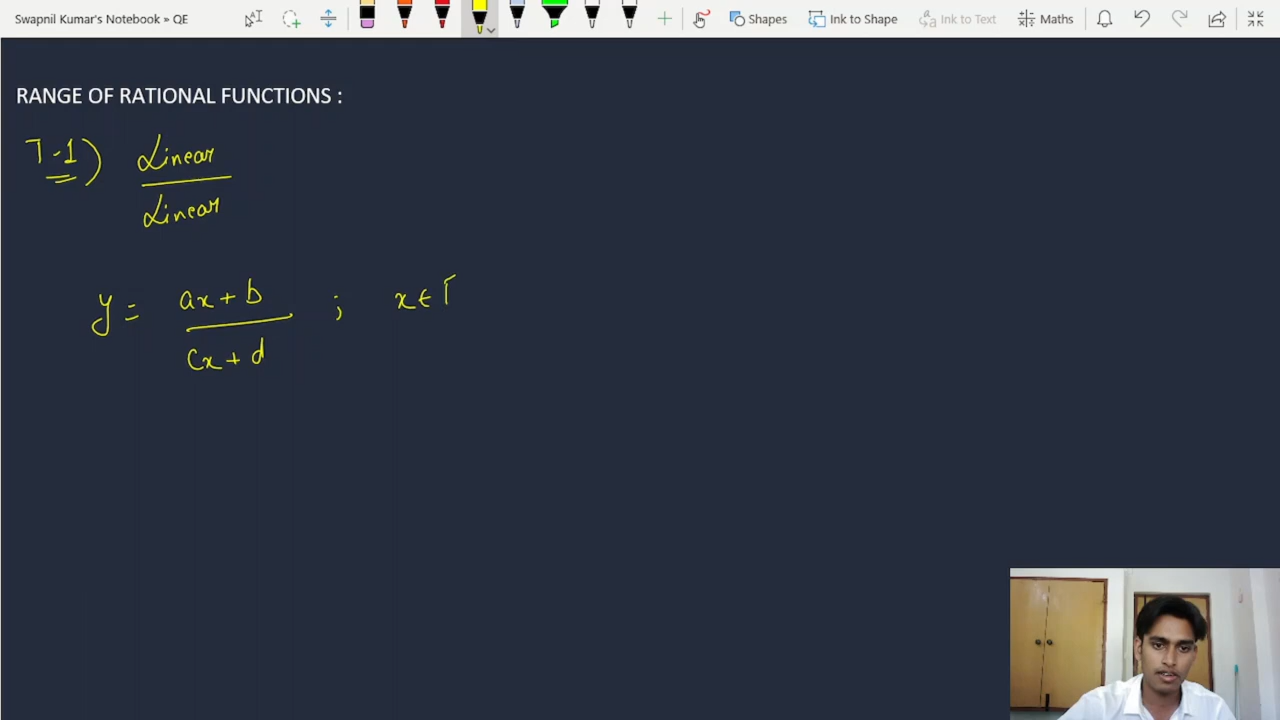 Swapnil Kumar's Notebook » QE
Shapes
Ink to Shape
Ink to Text
Maths
RANGE OF RATIONAL FUNCTIONS :
T-1) Linear
Linear
y = ax + b ; x ∈
cx + d